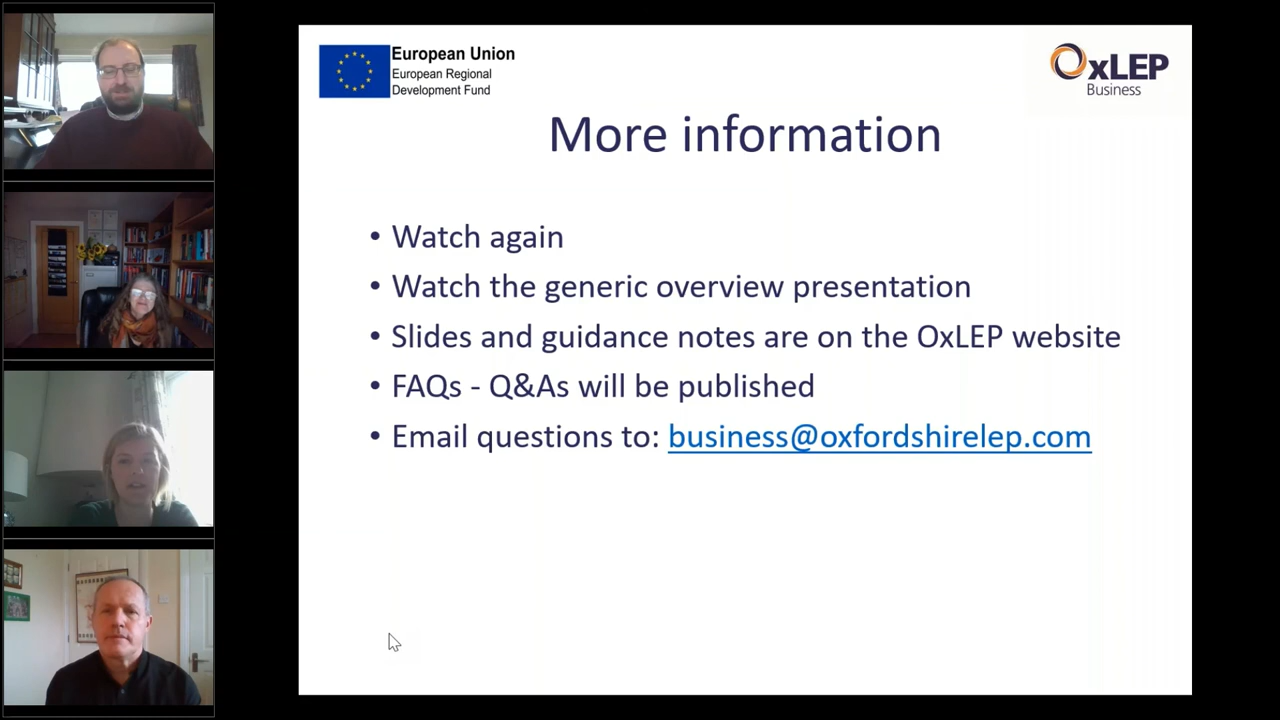 European Union
European Regional
Development Fund
OxLEP
Business
More information
• Watch again
• Watch the generic overview presentation
• Slides and guidance notes are on the OxLEP website
• FAQs - Q&As will be published
• Email questions to: business@oxfordshirelep.com